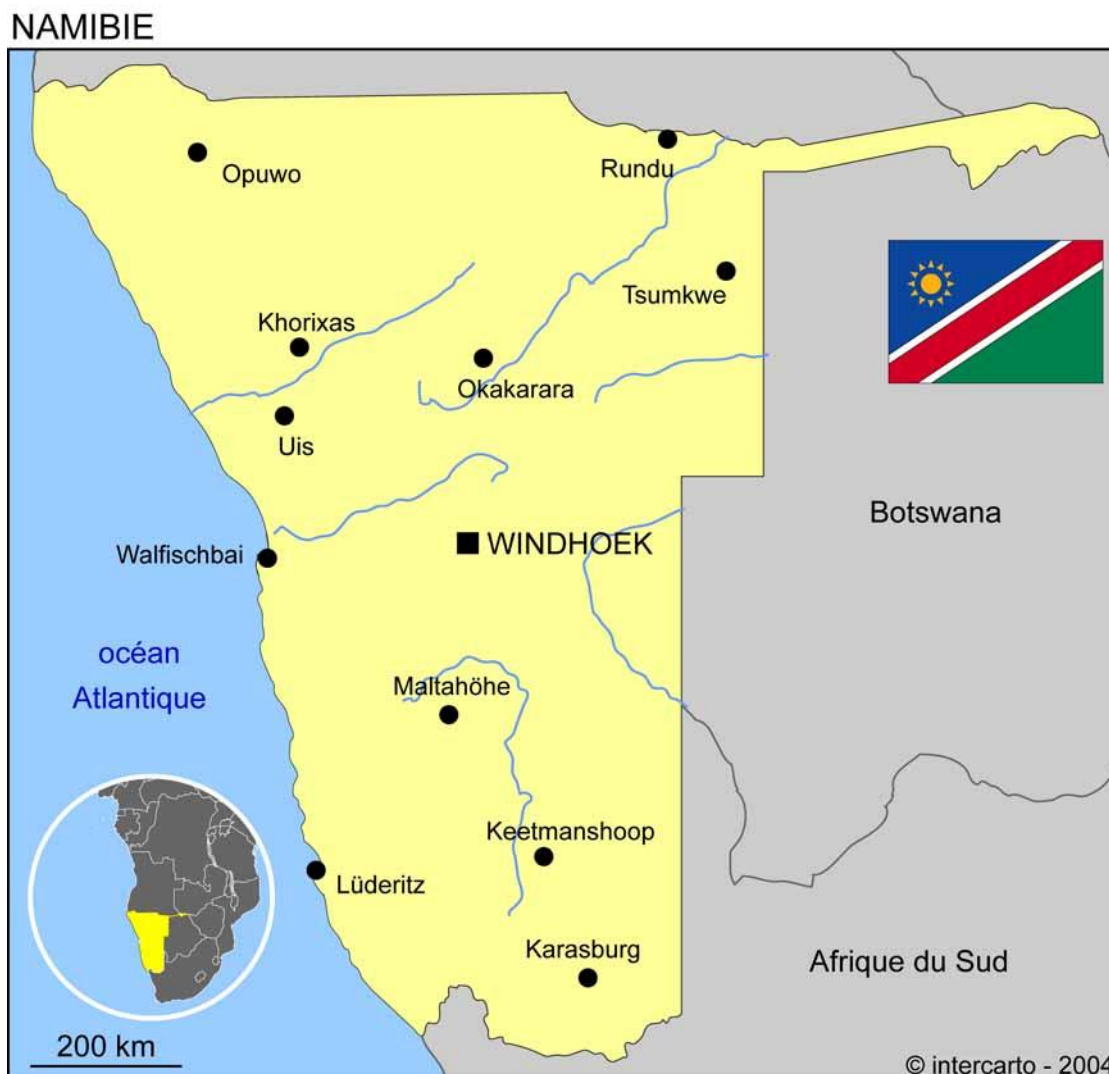 NAMIBIE
Opuwo
Rundu
Tsumkwe
Khorixas
Okakarara
Uis
Botswana
WINDHOEK
Walfischbai
océan
Atlantique
Maltahöhe
Keetmanshoop
Lüderitz
Karasburg
Afrique du Sud
200 km
© intercarto - 2004